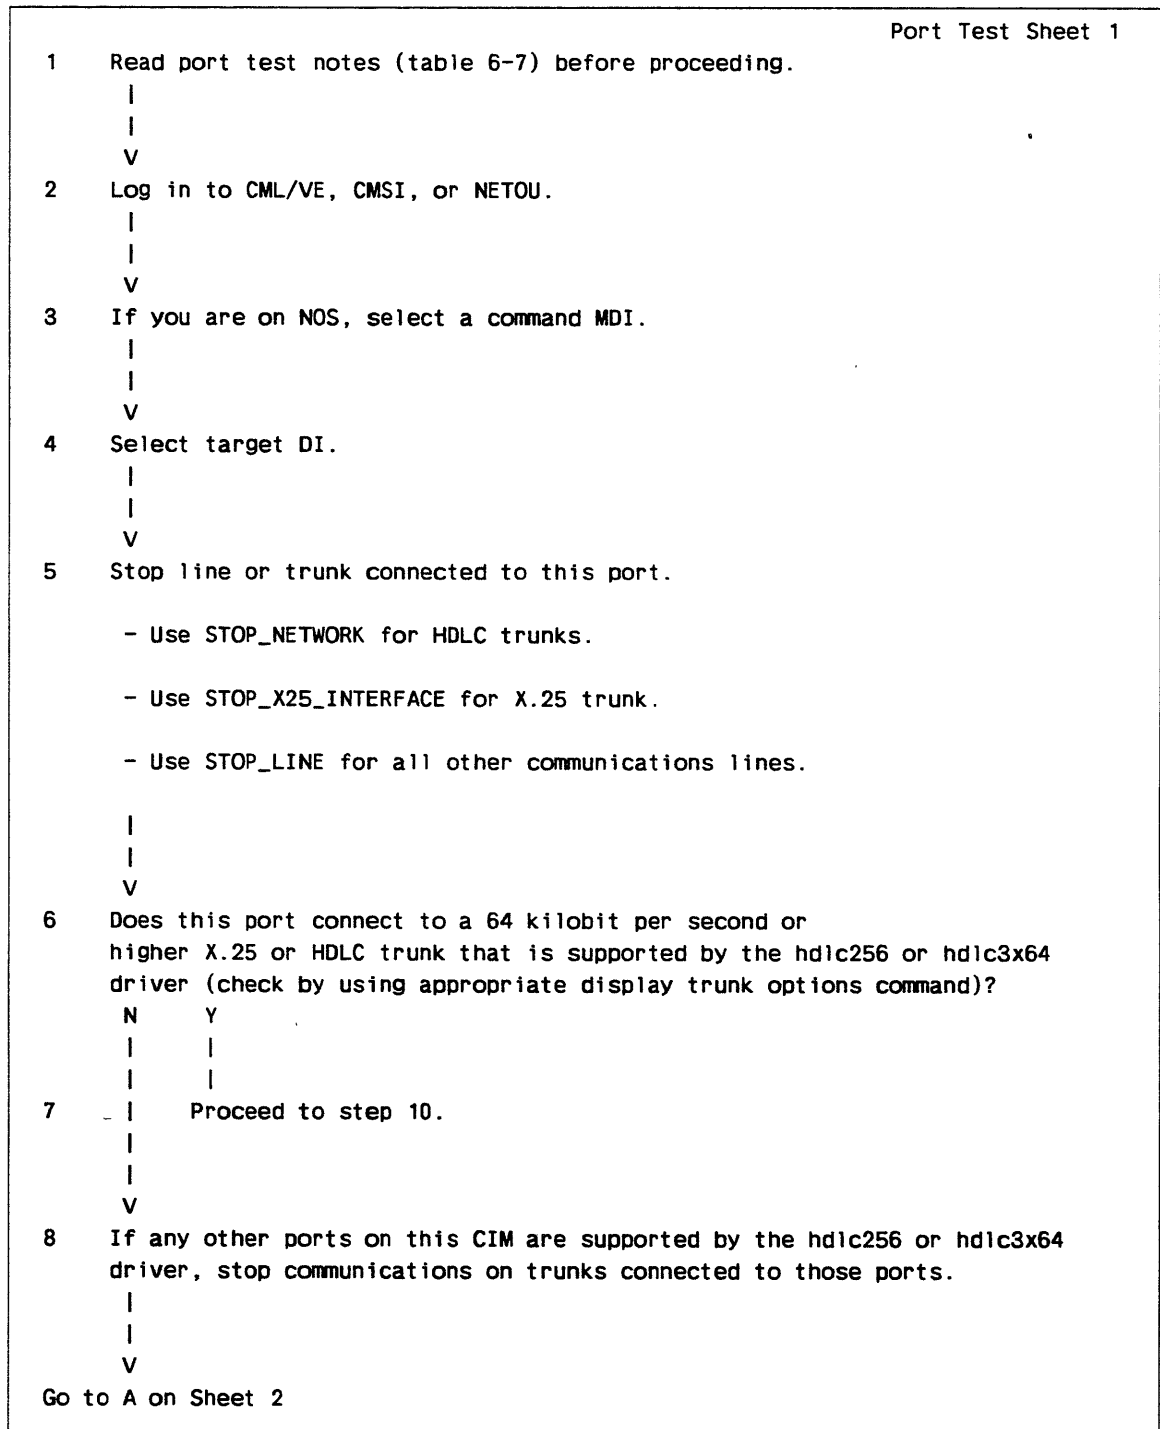 Port Test Sheet 1
1 Read port test notes (table 6-7) before proceeding.
|
|
V
2 Log in to CML/VE, CMSI, or NETOU.
|
|
V
3 If you are on NOS, select a command MDI.
|
|
V
4 Select target DI.
|
|
V
5 Stop line or trunk connected to this port.
- Use STOP_NETWORK for HDLC trunks.
- Use STOP_X25_INTERFACE for X.25 trunk.
- Use STOP_LINE for all other communications lines.
|
|
V
6 Does this port connect to a 64 kilobit per second or
higher X.25 or HDLC trunk that is supported by the hdlc256 or hdlc3x64
driver (check by using appropriate display trunk options command)?
N Y
| |
| |
7 | Proceed to step 10.
|
|
V
8 If any other ports on this CIM are supported by the hdlc256 or hdlc3x64
driver, stop communications on trunks connected to those ports.
|
|
V
Go to A on Sheet 2